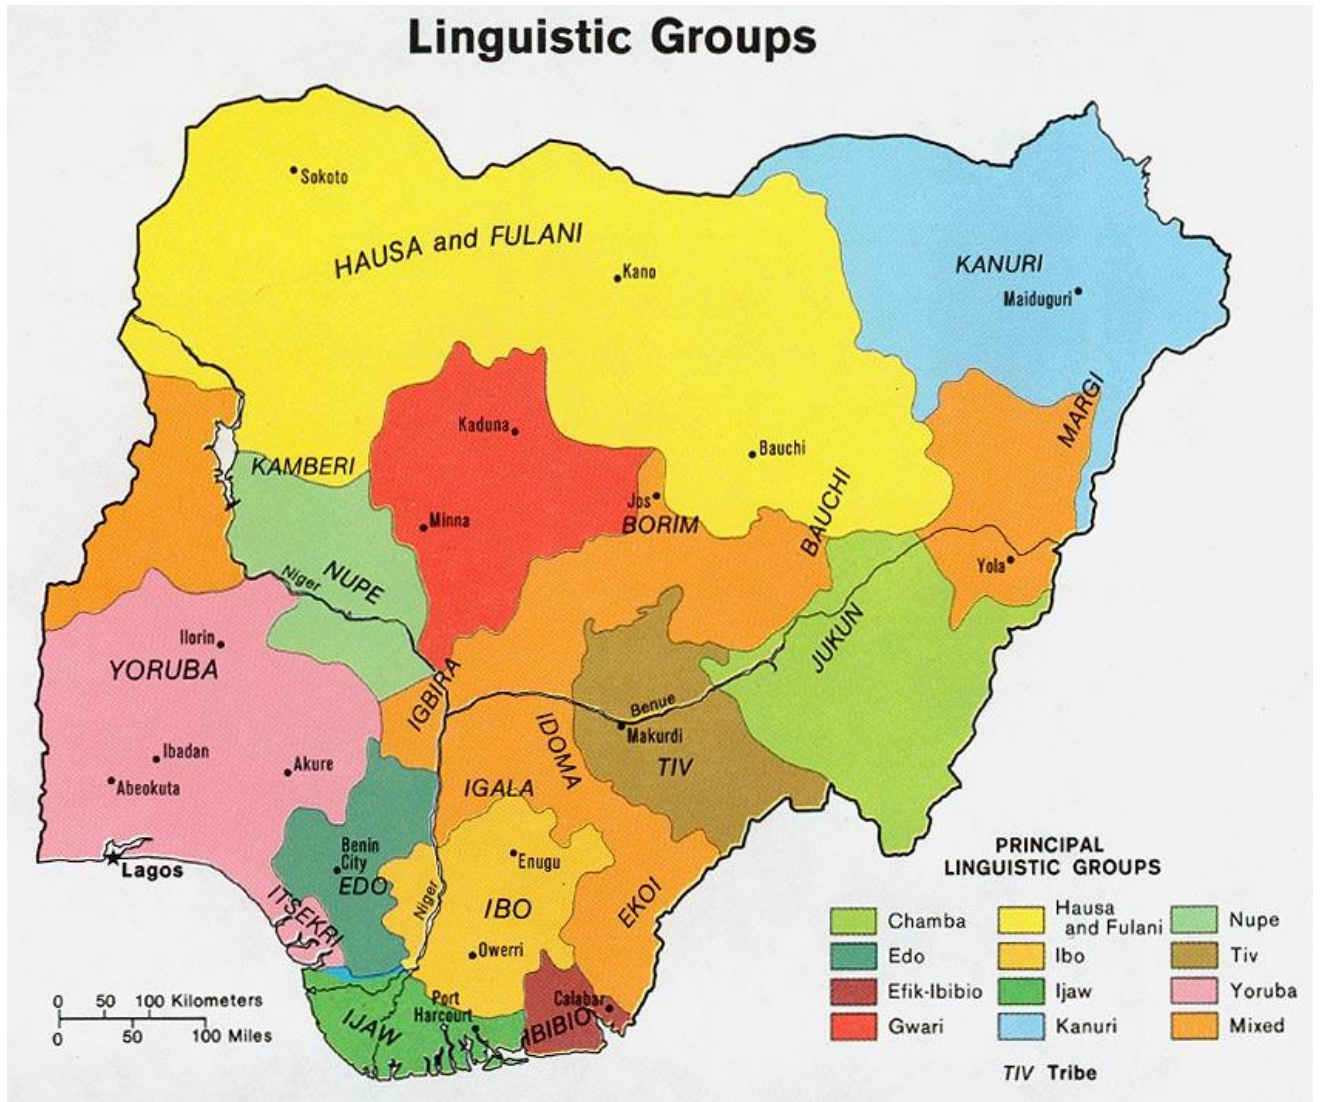 Linguistic Groups
Sokoto
HAUSA and FULANI
Kano
KANURI
Maiduguri
MARGI
Kaduna
Bauchi
KAMBERI
BAUCHI
Jos
BORIM
Minna
Yola
Niger
NUPE
JUKUN
Ilorin
YORUBA
IGBIRA
Benue
IDOMA
Makurdi
TIV
Ibadan
Akure
Abeokuta
IGALA
Lagos
Benin
City
EDO
Enugu
Niger
IBO
EKOI
ITSEKRI
Owerri
Port
Harcourt
Calabar
IJAW
IBIBIO
0 50 100 Kilometers
0 50 100 Miles
PRINCIPAL
LINGUISTIC GROUPS
Chamba
Hausa
and Fulani
Nupe
Edo
Ibo
Tiv
Efik-Ibibio
Ijaw
Yoruba
Gwari
Kanuri
Mixed
TIV Tribe